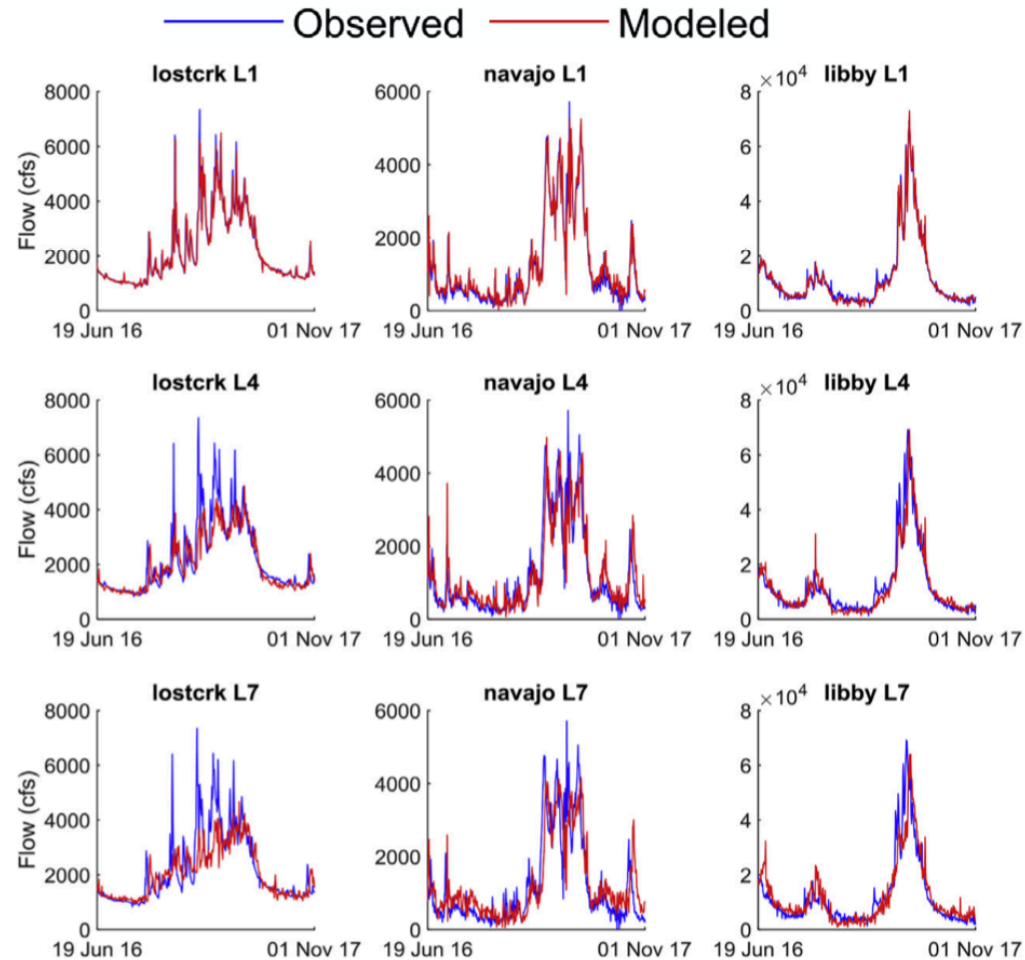 Observed Modeled
lostcrk L1 navajo L1 ×10⁴ libby L1
8000 6000 8
6000 4000 6
4000 2000 4
2000 0 2
0 0
Flow (cfs)
19 Jun 16 01 Nov 17 19 Jun 16 01 Nov 17 19 Jun 16 01 Nov 17
lostcrk L4 navajo L4 ×10⁴ libby L4
8000 6000 8
6000 4000 6
4000 2000 4
2000 0 2
0 0
Flow (cfs)
19 Jun 16 01 Nov 17 19 Jun 16 01 Nov 17 19 Jun 16 01 Nov 17
lostcrk L7 navajo L7 ×10⁴ libby L7
8000 6000 8
6000 4000 6
4000 2000 4
2000 0 2
0 0
Flow (cfs)
19 Jun 16 01 Nov 17 19 Jun 16 01 Nov 17 19 Jun 16 01 Nov 17